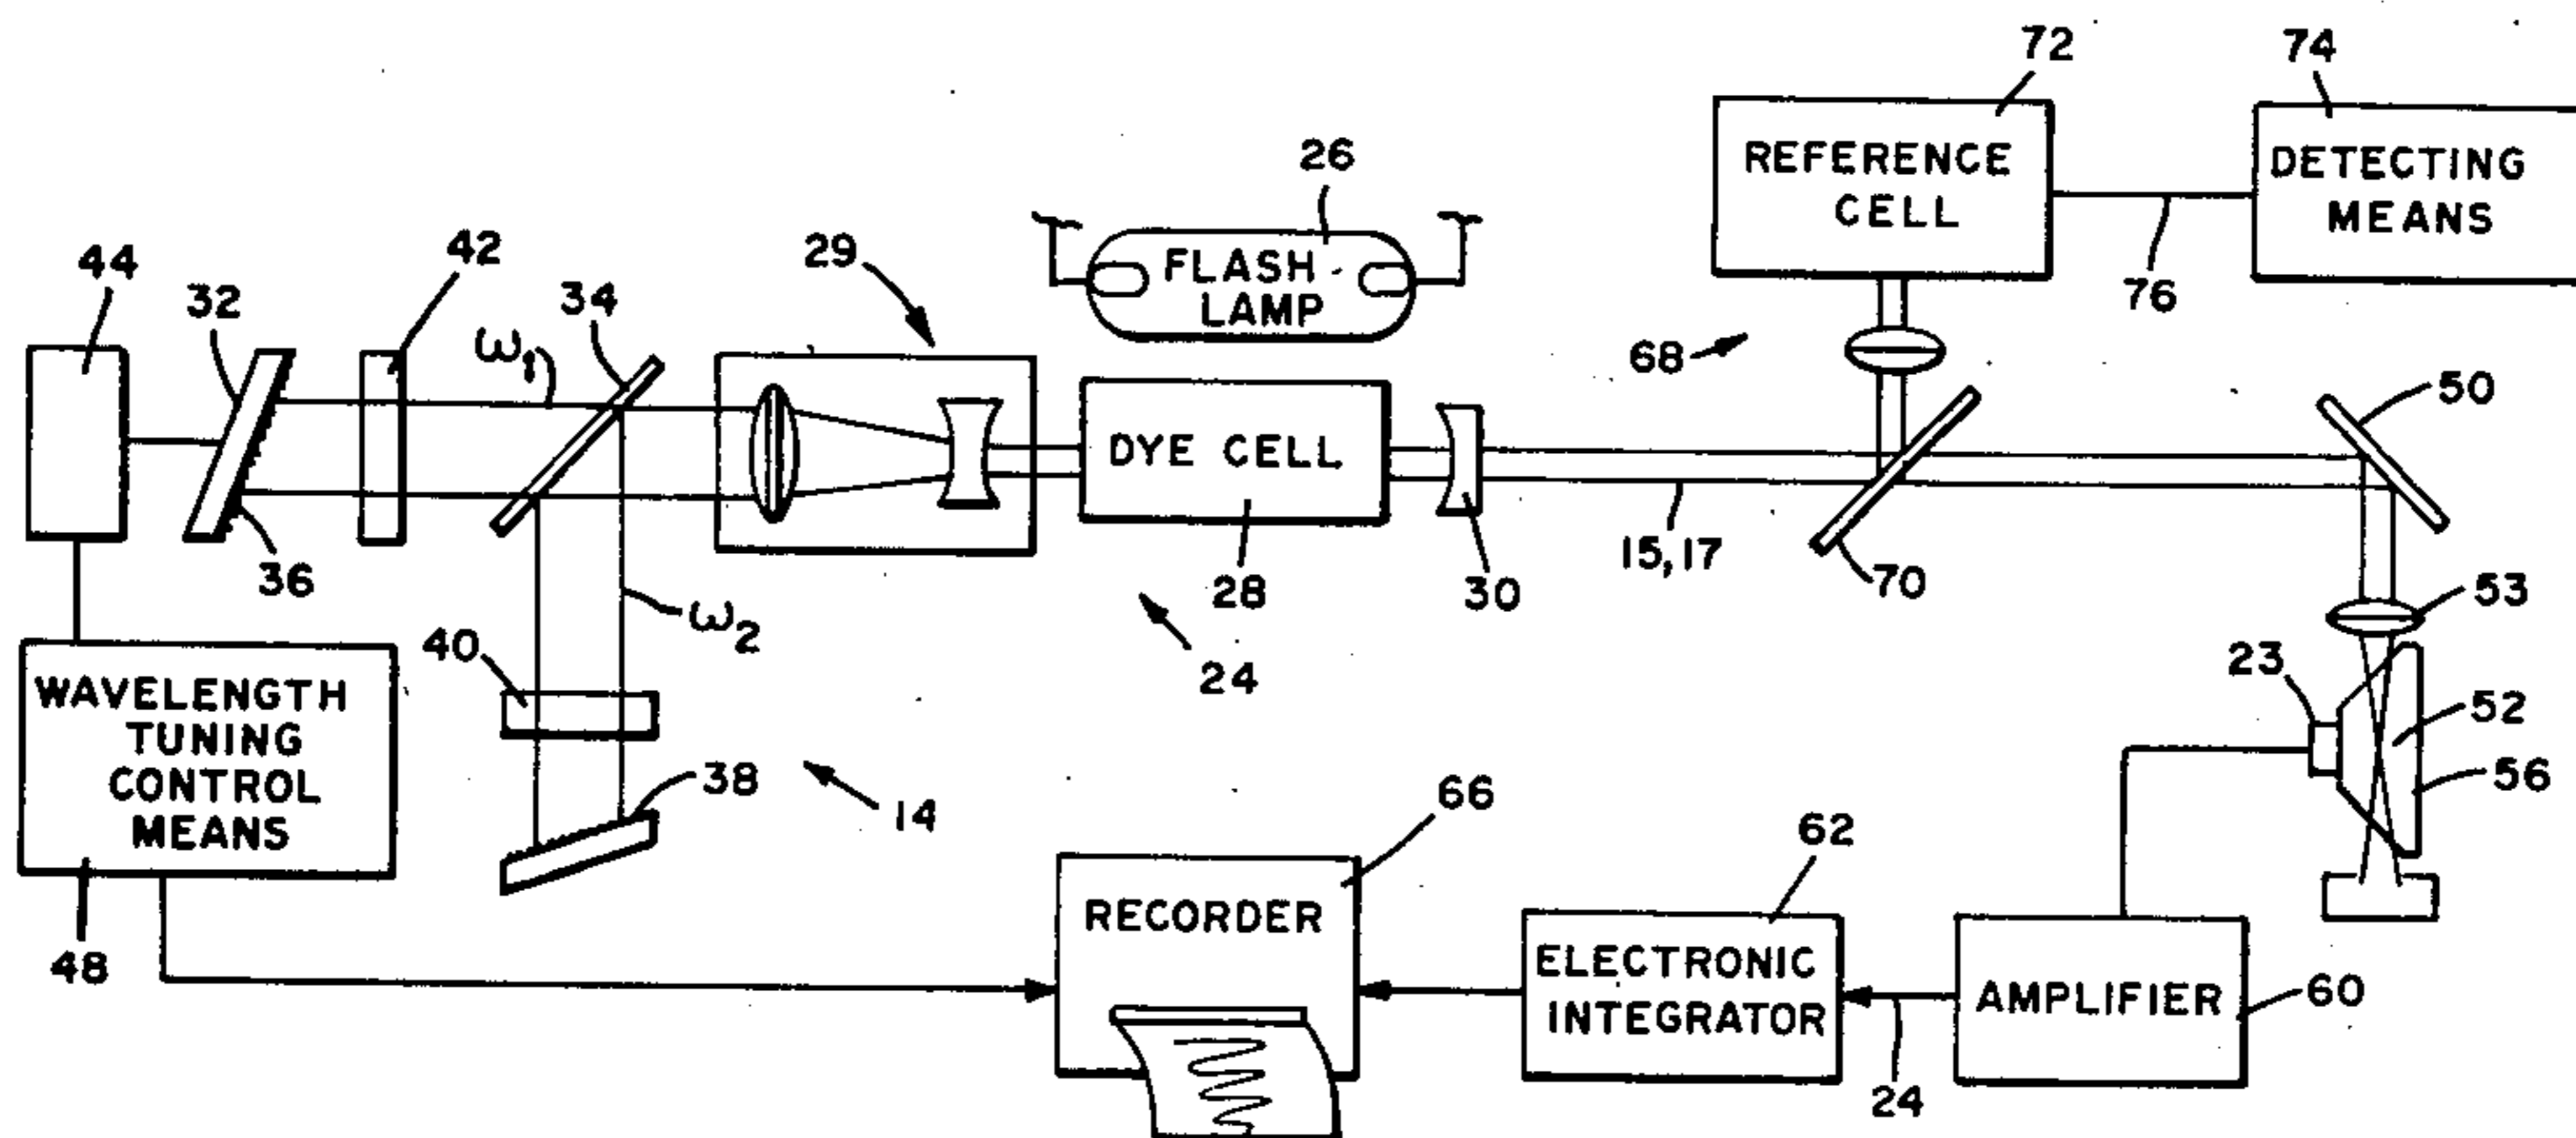 72
74
26
REFERENCE
CELL
DETECTING
MEANS
44
32
42
34
29
FLASH
LAMP
68
76
50
ω1
DYE CELL
36
15,17
28
30
70
53
24
40
ω2
WAVELENGTH
TUNING
CONTROL
MEANS
23
52
38
14
56
66
62
48
RECORDER
ELECTRONIC
INTEGRATOR
AMPLIFIER
60
24